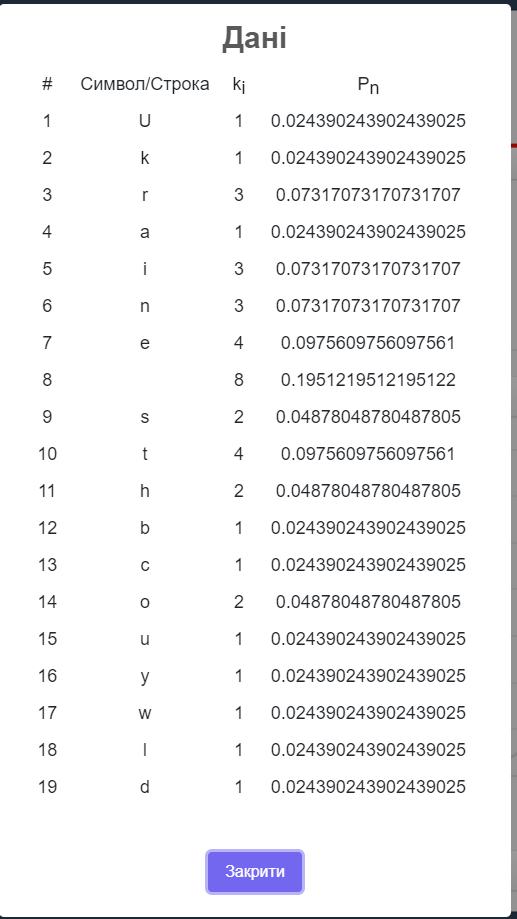 Дані
# Символ/Строка ki Pn
1 U 1 0.024390243902439025
2 k 1 0.024390243902439025
3 r 3 0.07317073170731707
4 a 1 0.024390243902439025
5 i 3 0.07317073170731707
6 n 3 0.07317073170731707
7 e 4 0.0975609756097561
8 8 0.1951219512195122
9 s 2 0.04878048780487805
10 t 4 0.0975609756097561
11 h 2 0.04878048780487805
12 b 1 0.024390243902439025
13 c 1 0.024390243902439025
14 o 2 0.04878048780487805
15 u 1 0.024390243902439025
16 y 1 0.024390243902439025
17 w 1 0.024390243902439025
18 l 1 0.024390243902439025
19 d 1 0.024390243902439025
Закрити